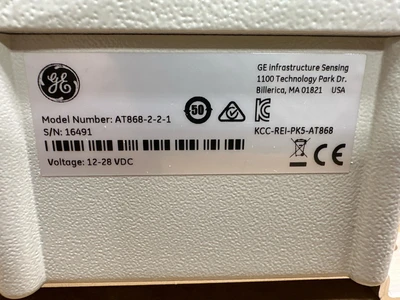 GE
GE Infrastructure Sensing
1100 Technology Park Dr.
Billerica, MA 01821 USA
50
Model Number: AT868-2-2-1
S/N: 16491
KCC-REI-PK5-AT868
Voltage: 12-28 VDC
CE